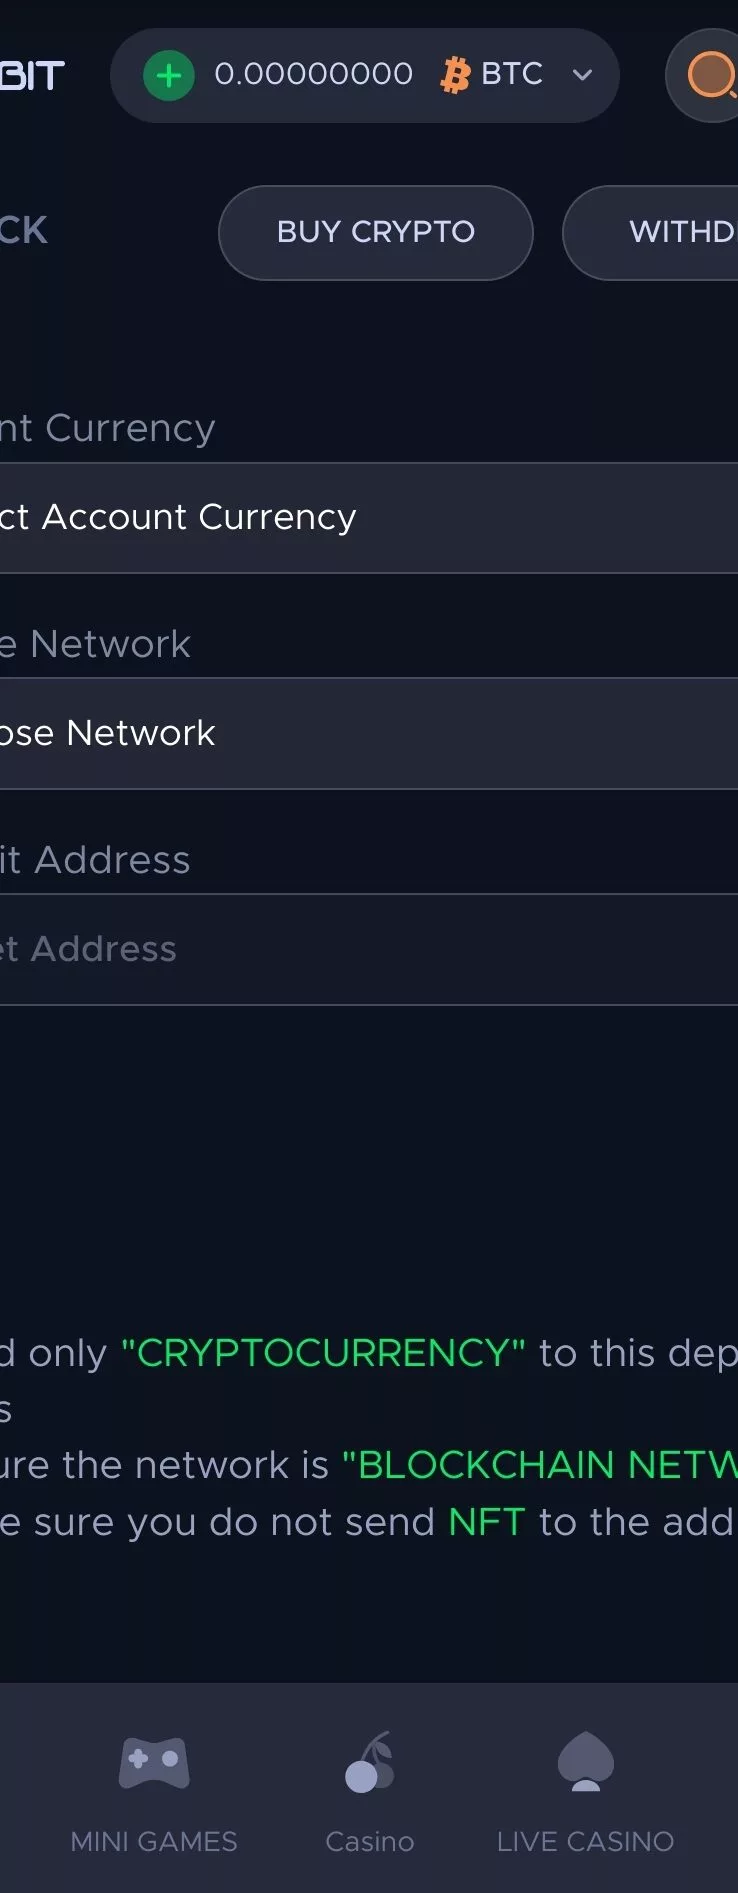 BIT
0.00000000 BTC
CK
BUY CRYPTO
WITHD
nt Currency
ct Account Currency
e Network
ose Network
it Address
et Address
d only "CRYPTOCURRENCY" to this dep
s
ure the network is "BLOCKCHAIN NETW
e sure you do not send NFT to the add
MINI GAMES
Casino
LIVE CASINO